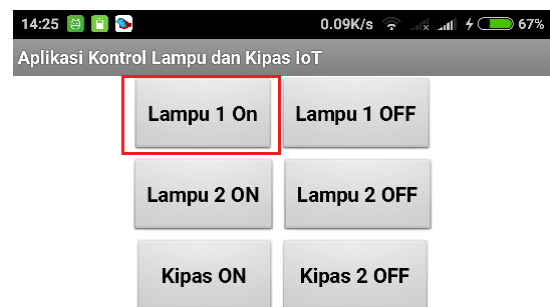 14:25 0.09K/s 67%
Aplikasi Kontrol Lampu dan Kipas IoT
Lampu 1 On Lampu 1 OFF
Lampu 2 ON Lampu 2 OFF
Kipas ON Kipas 2 OFF